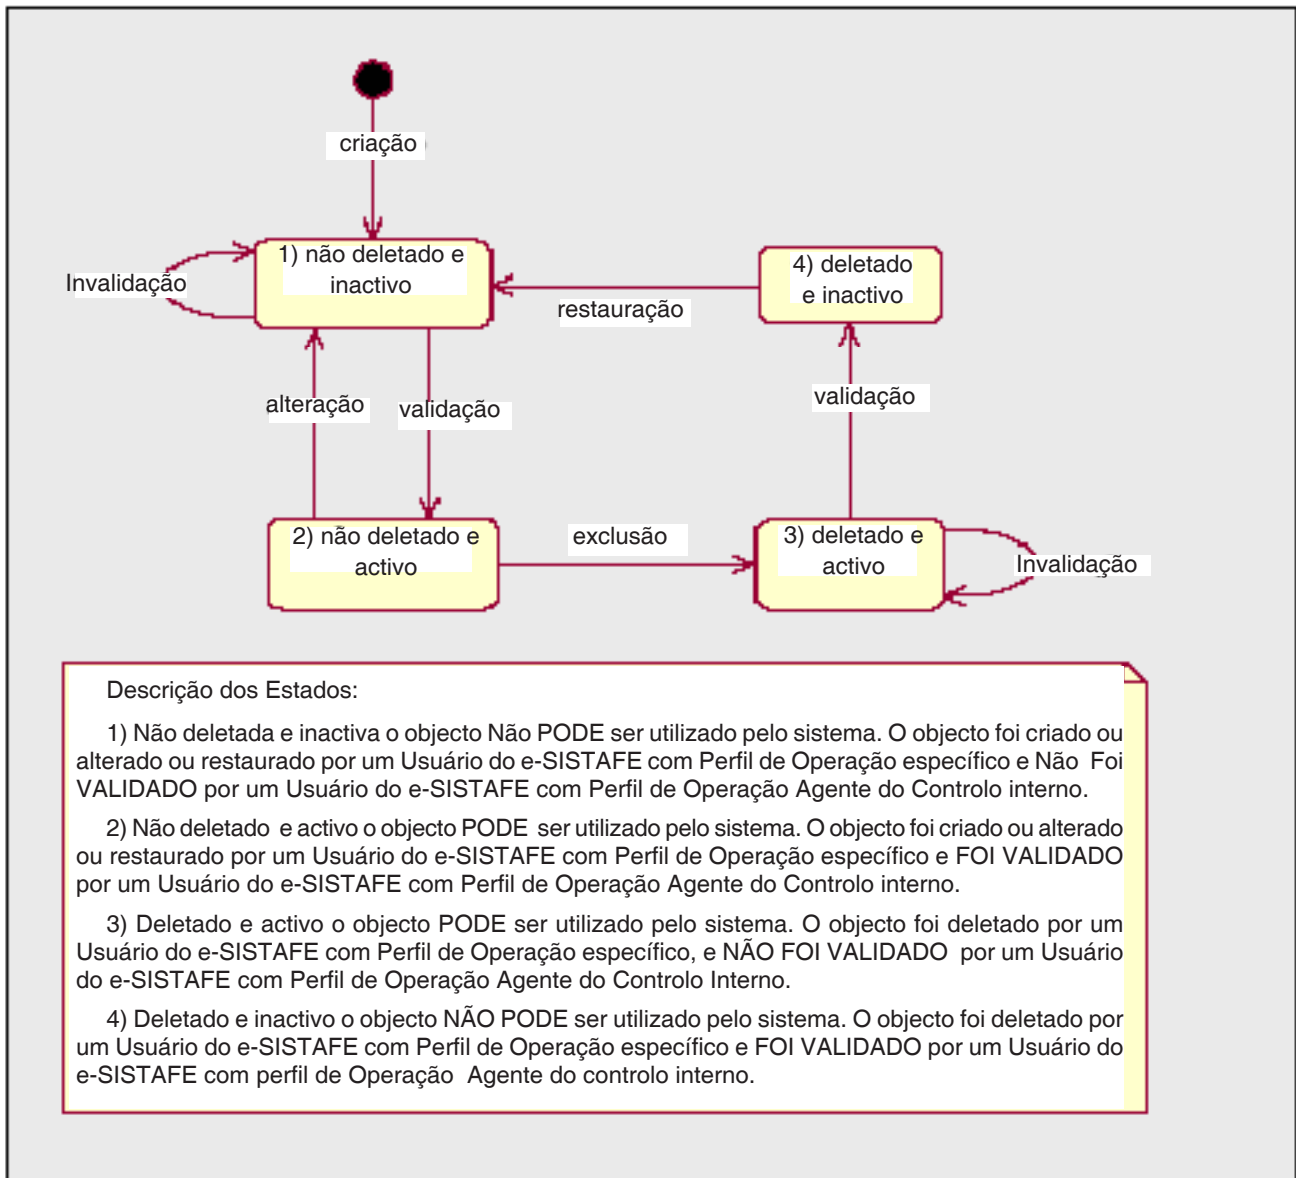 criação
1) não deletado e
inactivo
Invalidação
4) deletado
e inactivo
restauração
alteração
validação
validação
2) não deletado e
activo
exclusão
3) deletado e
activo
Invalidação
Descrição dos Estados:
1) Não deletada e inactiva o objecto Não PODE ser utilizado pelo sistema. O objecto foi criado ou
alterado ou restaurado por um Usuário do e-SISTAFE com Perfil de Operação específico e Não Foi
VALIDADO por um Usuário do e-SISTAFE com Perfil de Operação Agente do Controlo interno.
2) Não deletado e activo o objecto PODE ser utilizado pelo sistema. O objecto foi criado ou alterado
ou restaurado por um Usuário do e-SISTAFE com Perfil de Operação específico e FOI VALIDADO
por um Usuário do e-SISTAFE com Perfil de Operação Agente do Controlo interno.
3) Deletado e activo o objecto PODE ser utilizado pelo sistema. O objecto foi deletado por um
Usuário do e-SISTAFE com Perfil de Operação específico, e NÃO FOI VALIDADO por um Usuário
do e-SISTAFE com Perfil de Operação Agente do Controlo Interno.
4) Deletado e inactivo o objecto NÃO PODE ser utilizado pelo sistema. O objecto foi deletado por
um Usuário do e-SISTAFE com Perfil de Operação específico e FOI VALIDADO por um Usuário do
e-SISTAFE com perfil de Operação Agente do controlo interno.